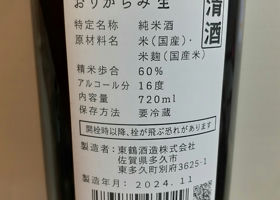 おりがらみ生
清酒
特定名称 純米酒
原材料名 米(国産)・
米麹(国産米)
精米歩合 60%
アルコール分 16度
内容量 720ml
保存方法 要冷蔵
開栓時以降、栓が飛ぶ恐れがあります
製造者:東鶴酒造株式会社
佐賀県多久市
東多久町別府3625-1
製造年月: 2024.11